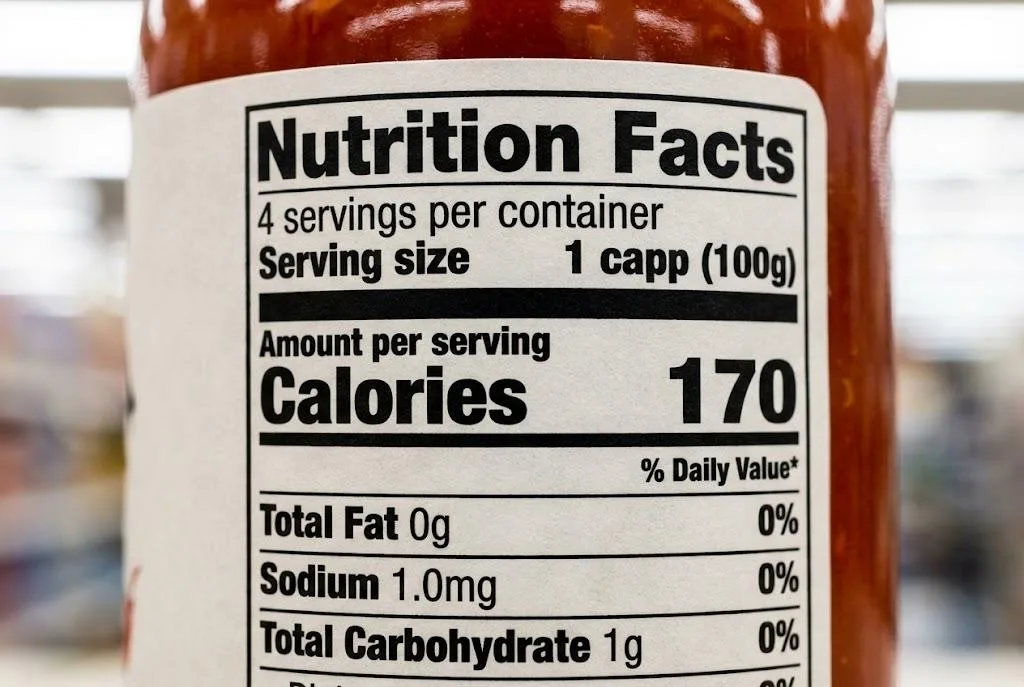 Nutrition Facts
4 servings per container
Serving size 1 capp (100g)
Amount per serving
Calories 170
% Daily Value*
Total Fat 0g 0%
Sodium 1.0mg 0%
Total Carbohydrate 1g 0%